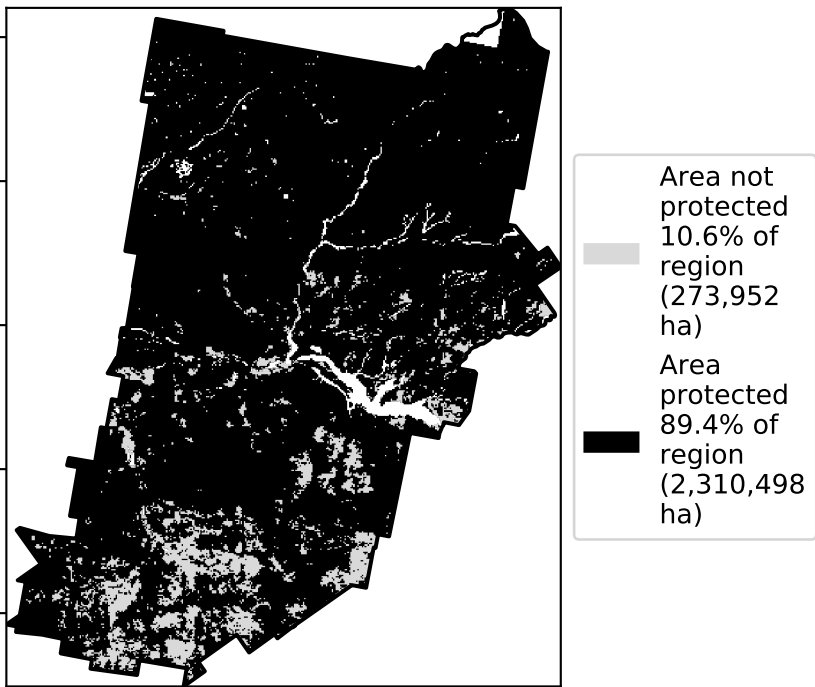 Area not
protected
10.6% of
region
(273,952
ha)
Area
protected
89.4% of
region
(2,310,498
ha)